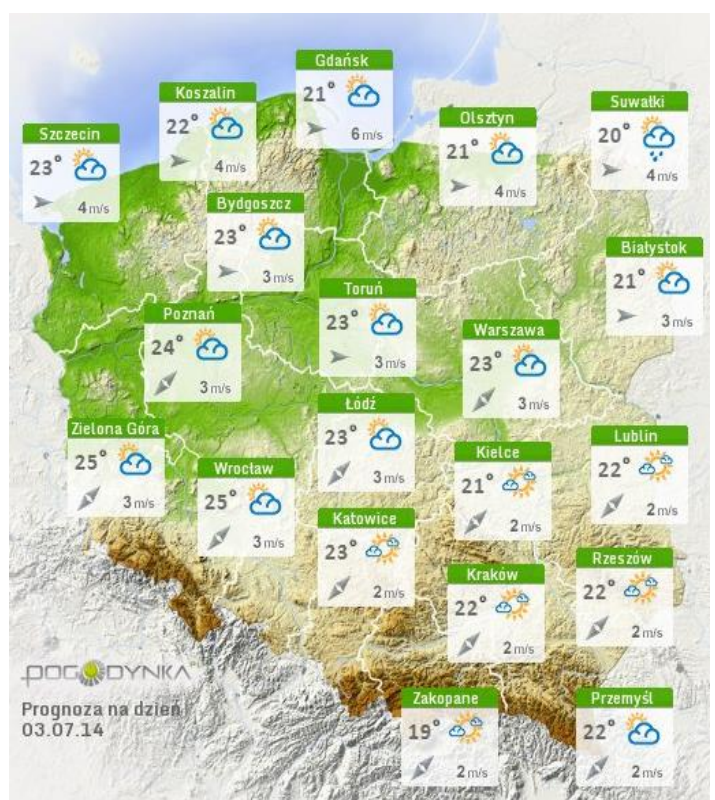 Gdańsk
21°
6 m/s
Koszalin
22°
4 m/s
Suwałki
20°
4 m/s
Olsztyn
21°
4 m/s
Szczecin
23°
4 m/s
Bydgoszcz
23°
3 m/s
Białystok
21°
3 m/s
Toruń
23°
3 m/s
Poznań
24°
3 m/s
Warszawa
23°
3 m/s
Łódź
23°
3 m/s
Zielona Góra
25°
3 m/s
Lublin
22°
2 m/s
Kielce
21°
2 m/s
Wrocław
25°
3 m/s
Katowice
23°
2 m/s
Rzeszów
22°
2 m/s
Kraków
22°
2 m/s
POGODYNKA
Prognoza na dzień
03.07.14
Zakopane
19°
2 m/s
Przemyśl
22°
2 m/s